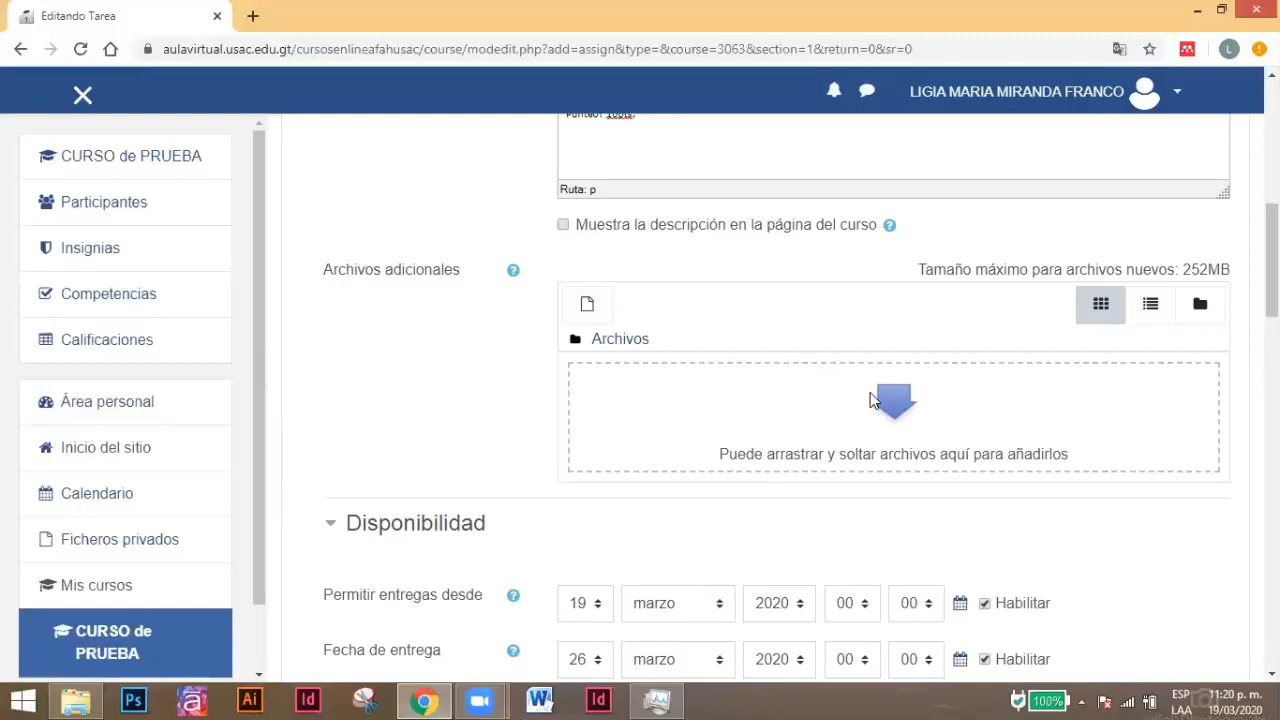 Editando Tarea
aulavirtual.usac.edu.gt/cursosenlineafahusac/course/modedit.php?add=assign&type=&course=3063&section=1&return=0&sr=0
L
LIGIA MARIA MIRANDA FRANCO
CURSO de PRUEBA
Participantes
Insignias
Competencias
Calificaciones
Área personal
Inicio del sitio
Calendario
Ficheros privados
Mis cursos
CURSO de
PRUEBA
Ruta: p
Muestra la descripción en la página del curso
Archivos adicionales
Tamaño máximo para archivos nuevos: 252MB
Archivos
Puede arrastrar y soltar archivos aquí para añadirlos
Disponibilidad
Permitir entregas desde
19 marzo 2020 00 00 Habilitar
Fecha de entrega
26 marzo 2020 00 00 Habilitar
Ps
Ai
Id
W
Id
100%
ESP
LAA
11:20 p. m.
19/03/2020